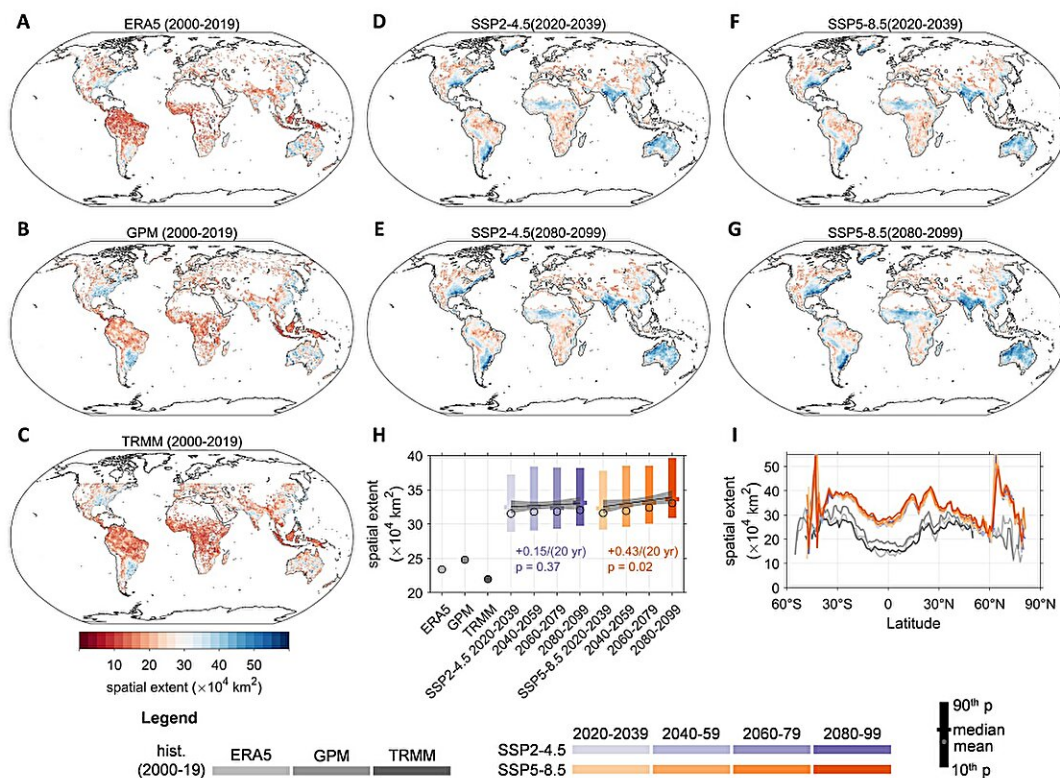 A ERA5 (2000-2019)
D SSP2-4.5(2020-2039)
F SSP5-8.5(2020-2039)
B GPM (2000-2019)
E SSP2-4.5(2080-2099)
G SSP5-8.5(2080-2099)
C TRMM (2000-2019)
10 20 30 40 50
spatial extent (×10⁴ km²)
H
spatial extent
(×10⁴ km²)
40
35
30
25
20
+0.15/(20 yr)
p = 0.37
+0.43/(20 yr)
p = 0.02
ERA5
GPM
TRMM
SSP2-4.5 2020-2039
2040-2059
2060-2079
2080-2099
SSP5-8.5 2020-2039
2040-2059
2060-2079
2080-2099
I
spatial extent
(×10⁴ km²)
50
40
30
20
10
0
60°S 30°S 0 30°N 60°N 90°N
Latitude
Legend
hist.
(2000-19)
ERA5 GPM TRMM
2020-2039 2040-59 2060-79 2080-99
SSP2-4.5
SSP5-8.5
90th p
median
mean
10th p